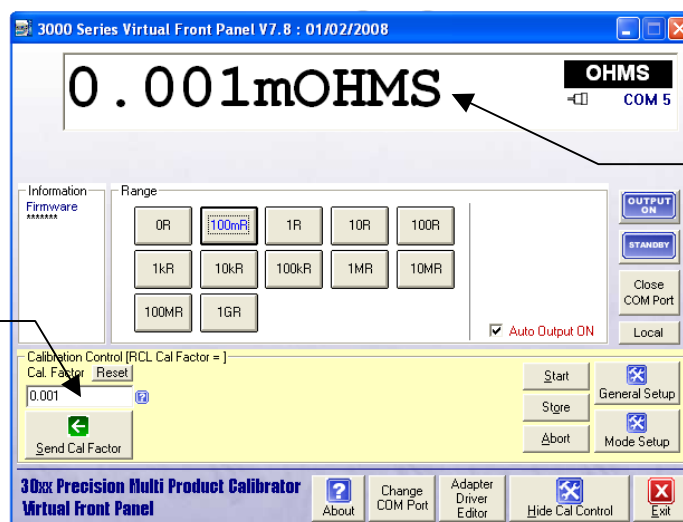 3000 Series Virtual Front Panel V7.8 : 01/02/2008
0.001mOHMS
OHMS
COM 5
Information
Firmware
*******
Range
0R 100mR 1R 10R 100R
1kR 10kR 100kR 1MR 10MR
100MR 1GR
Auto Output ON
OUTPUT
ON
STANDBY
Close
COM Port
Local
Calibration Control [RCL Cal Factor = ]
Cal. Factor Reset
0.001 ?
Send Cal Factor
Start
Store
Abort
General Setup
Mode Setup
30xx Precision Multi Product Calibrator
Virtual Front Panel
?
About
Change
COM Port
Adapter
Driver
Editor
Hide Cal Control
X
Exit